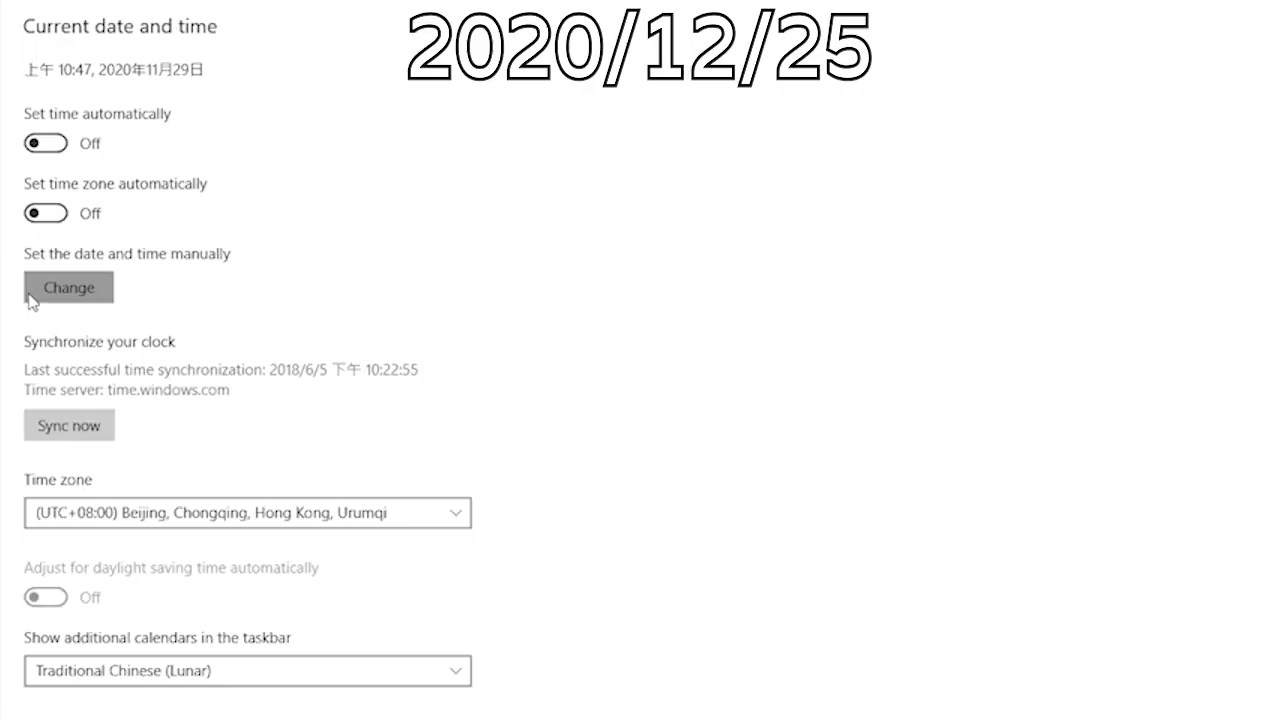 Current date and time
2020/12/25
上午 10:47, 2020年11月29日
Set time automatically
Off
Set time zone automatically
Off
Set the date and time manually
Change
Synchronize your clock
Last successful time synchronization: 2018/6/5 下午 10:22:55
Time server: time.windows.com
Sync now
Time zone
(UTC+08:00) Beijing, Chongqing, Hong Kong, Urumqi
Adjust for daylight saving time automatically
Off
Show additional calendars in the taskbar
Traditional Chinese (Lunar)